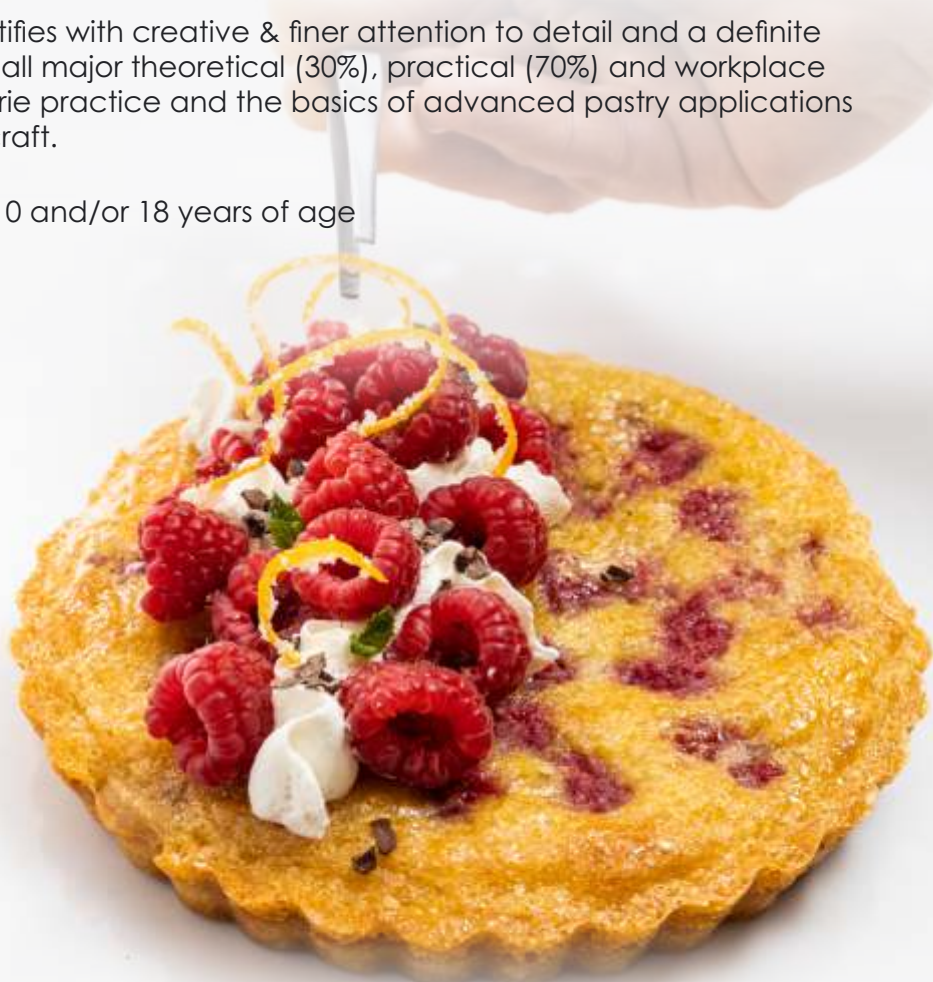 tifies with creative & finer attention to detail and a definite
all major theoretical (30%), practical (70%) and workplace
rie practice and the basics of advanced pastry applications
raft.
0 and/or 18 years of age